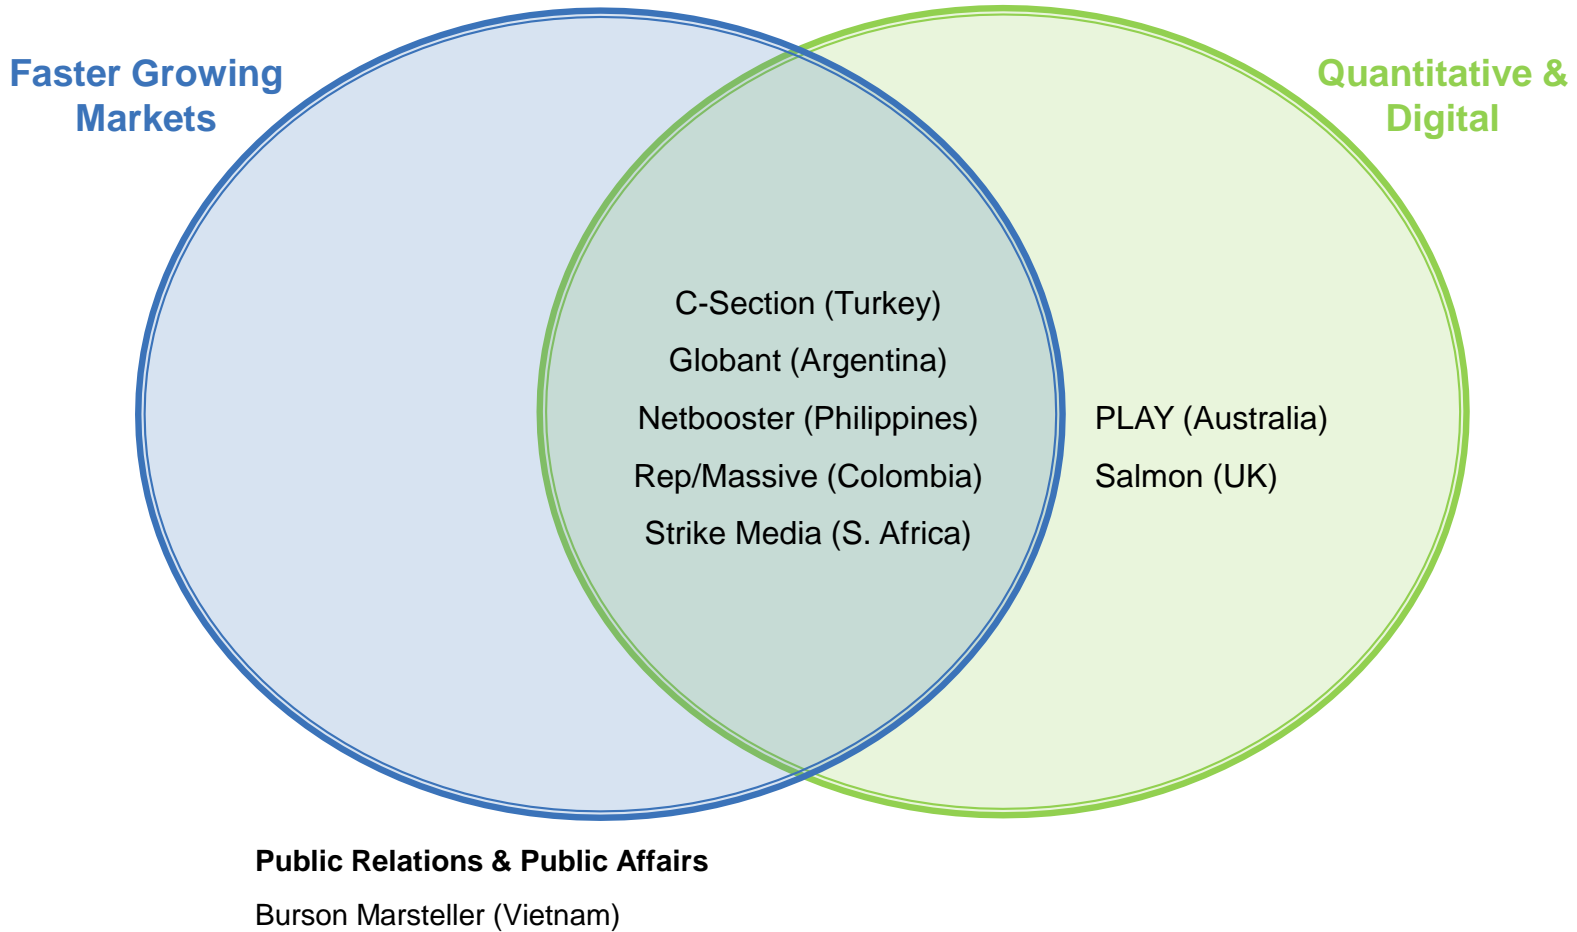 Faster Growing
Markets
Quantitative &
Digital
C-Section (Turkey)
Globant (Argentina)
Netbooster (Philippines)
Rep/Massive (Colombia)
Strike Media (S. Africa)
PLAY (Australia)
Salmon (UK)
Public Relations & Public Affairs
Burson Marsteller (Vietnam)